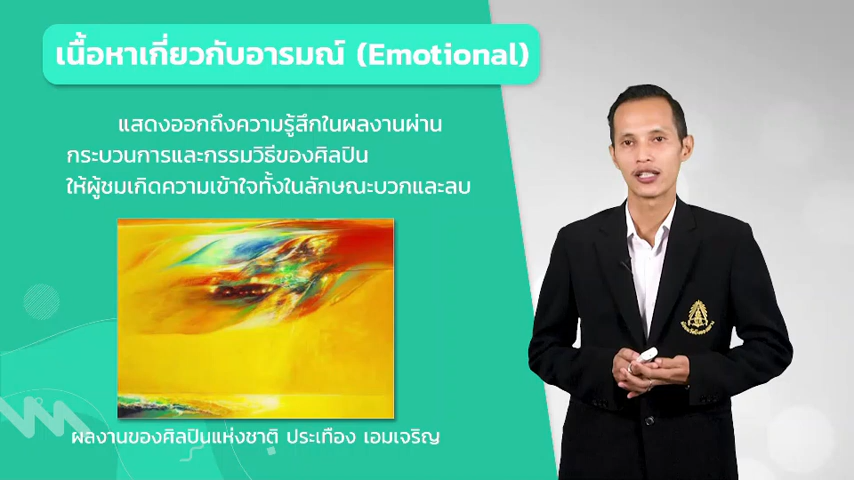 เนื้อหาเกี่ยวกับอารมณ์ (Emotional)
แสดงออกถึงความรู้สึกในผลงานผ่าน
กระบวนการและกรรมวิธีของศิลปิน
ให้ผู้ชมเกิดความเข้าใจทั้งในลักษณะบวกและลบ
ผลงานของศิลปินแห่งชาติ ประเทือง เอมเจริญ